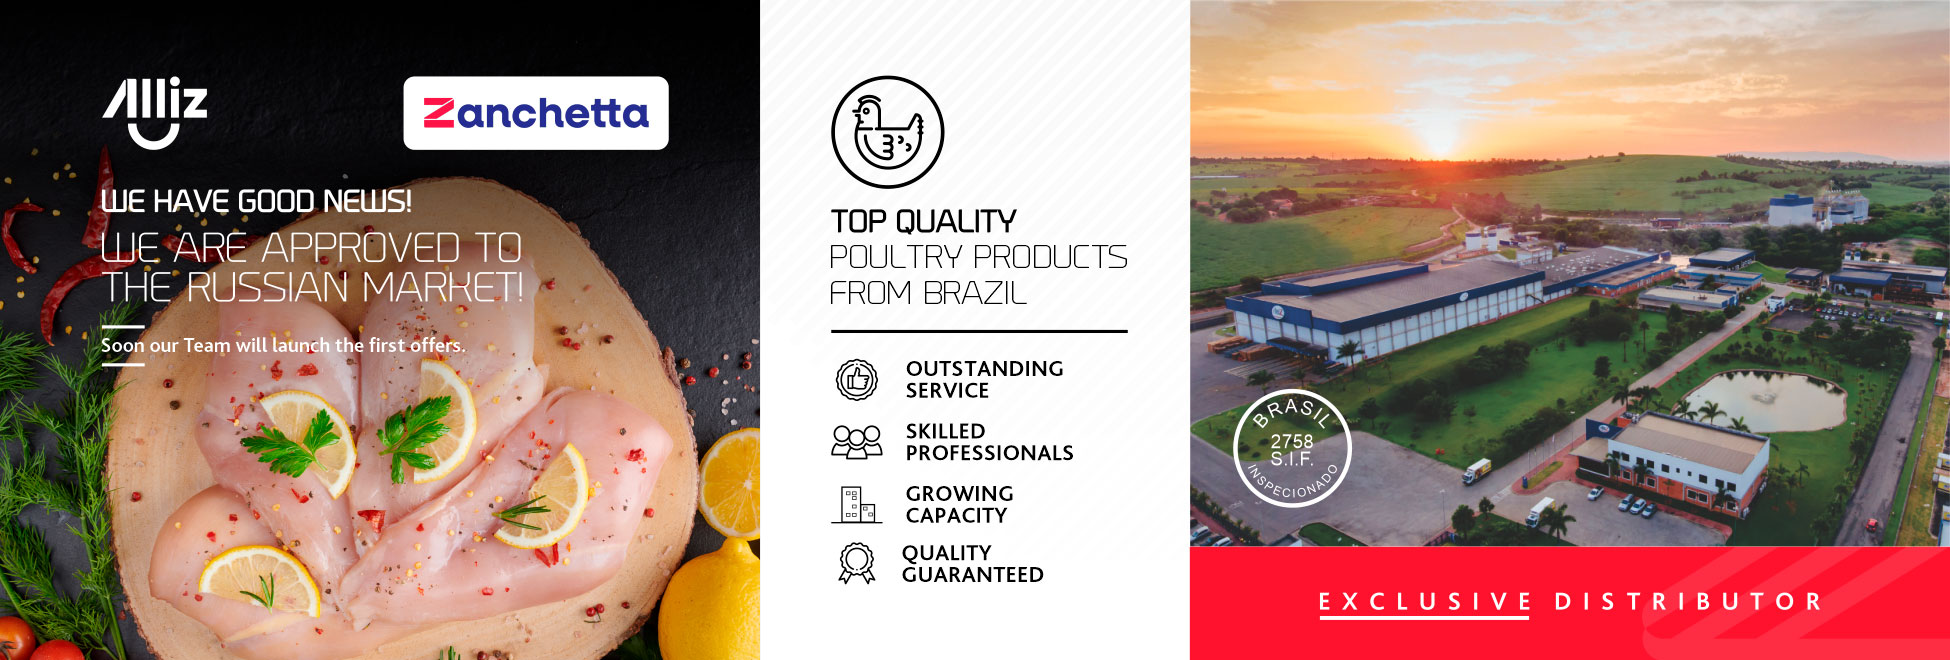 Alliz
Zanchetta
WE HAVE GOOD NEWS!
WE ARE APPROVED TO
THE RUSSIAN MARKET!
Soon our Team will launch the first offers.
TOP QUALITY
POULTRY PRODUCTS
FROM BRAZIL
OUTSTANDING
SERVICE
SKILLED
PROFESSIONALS
GROWING
CAPACITY
QUALITY
GUARANTEED
BRASIL
2758
S.I.F.
INSPECIONADO
EXCLUSIVE DISTRIBUTOR